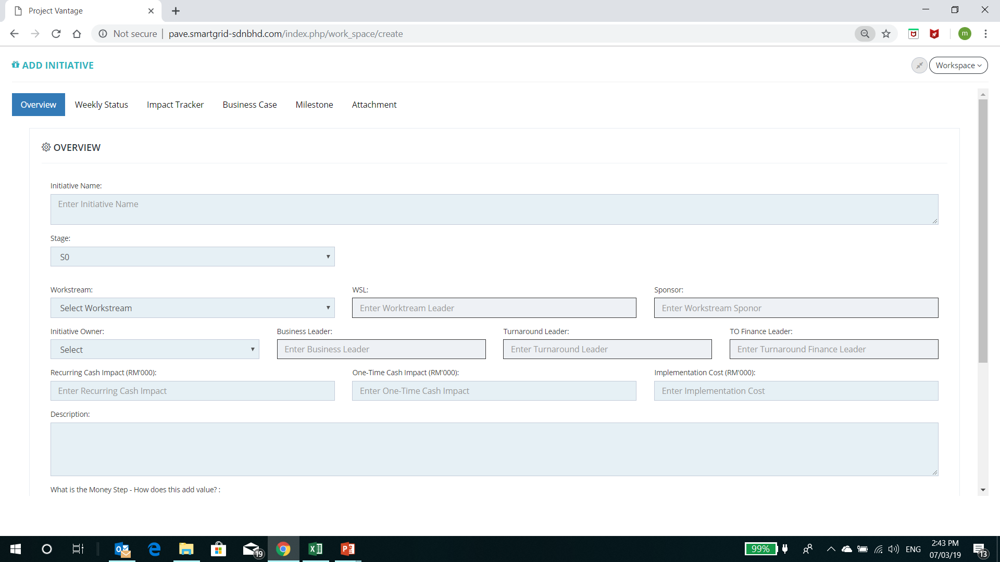 Project Vantage
Not secure | pave.smartgrid-sdnbhd.com/index.php/work_space/create
m
ADD INITIATIVE
Workspace
Overview Weekly Status Impact Tracker Business Case Milestone Attachment
OVERVIEW
Initiative Name:
Enter Initiative Name
Stage:
S0
Workstream: WSL: Sponsor:
Select Workstream Enter Worktream Leader Enter Workstream Sponor
Initiative Owner: Business Leader: Turnaround Leader: TO Finance Leader:
Select Enter Business Leader Enter Turnaround Leader Enter Turnaround Finance Leader
Recurring Cash Impact (RM'000): One-Time Cash Impact (RM'000): Implementation Cost (RM'000):
Enter Recurring Cash Impact Enter One-Time Cash Impact Enter Implementation Cost
Description:
What is the Money Step - How does this add value? :
19 99% ENG 2:43 PM
07/03/19 13